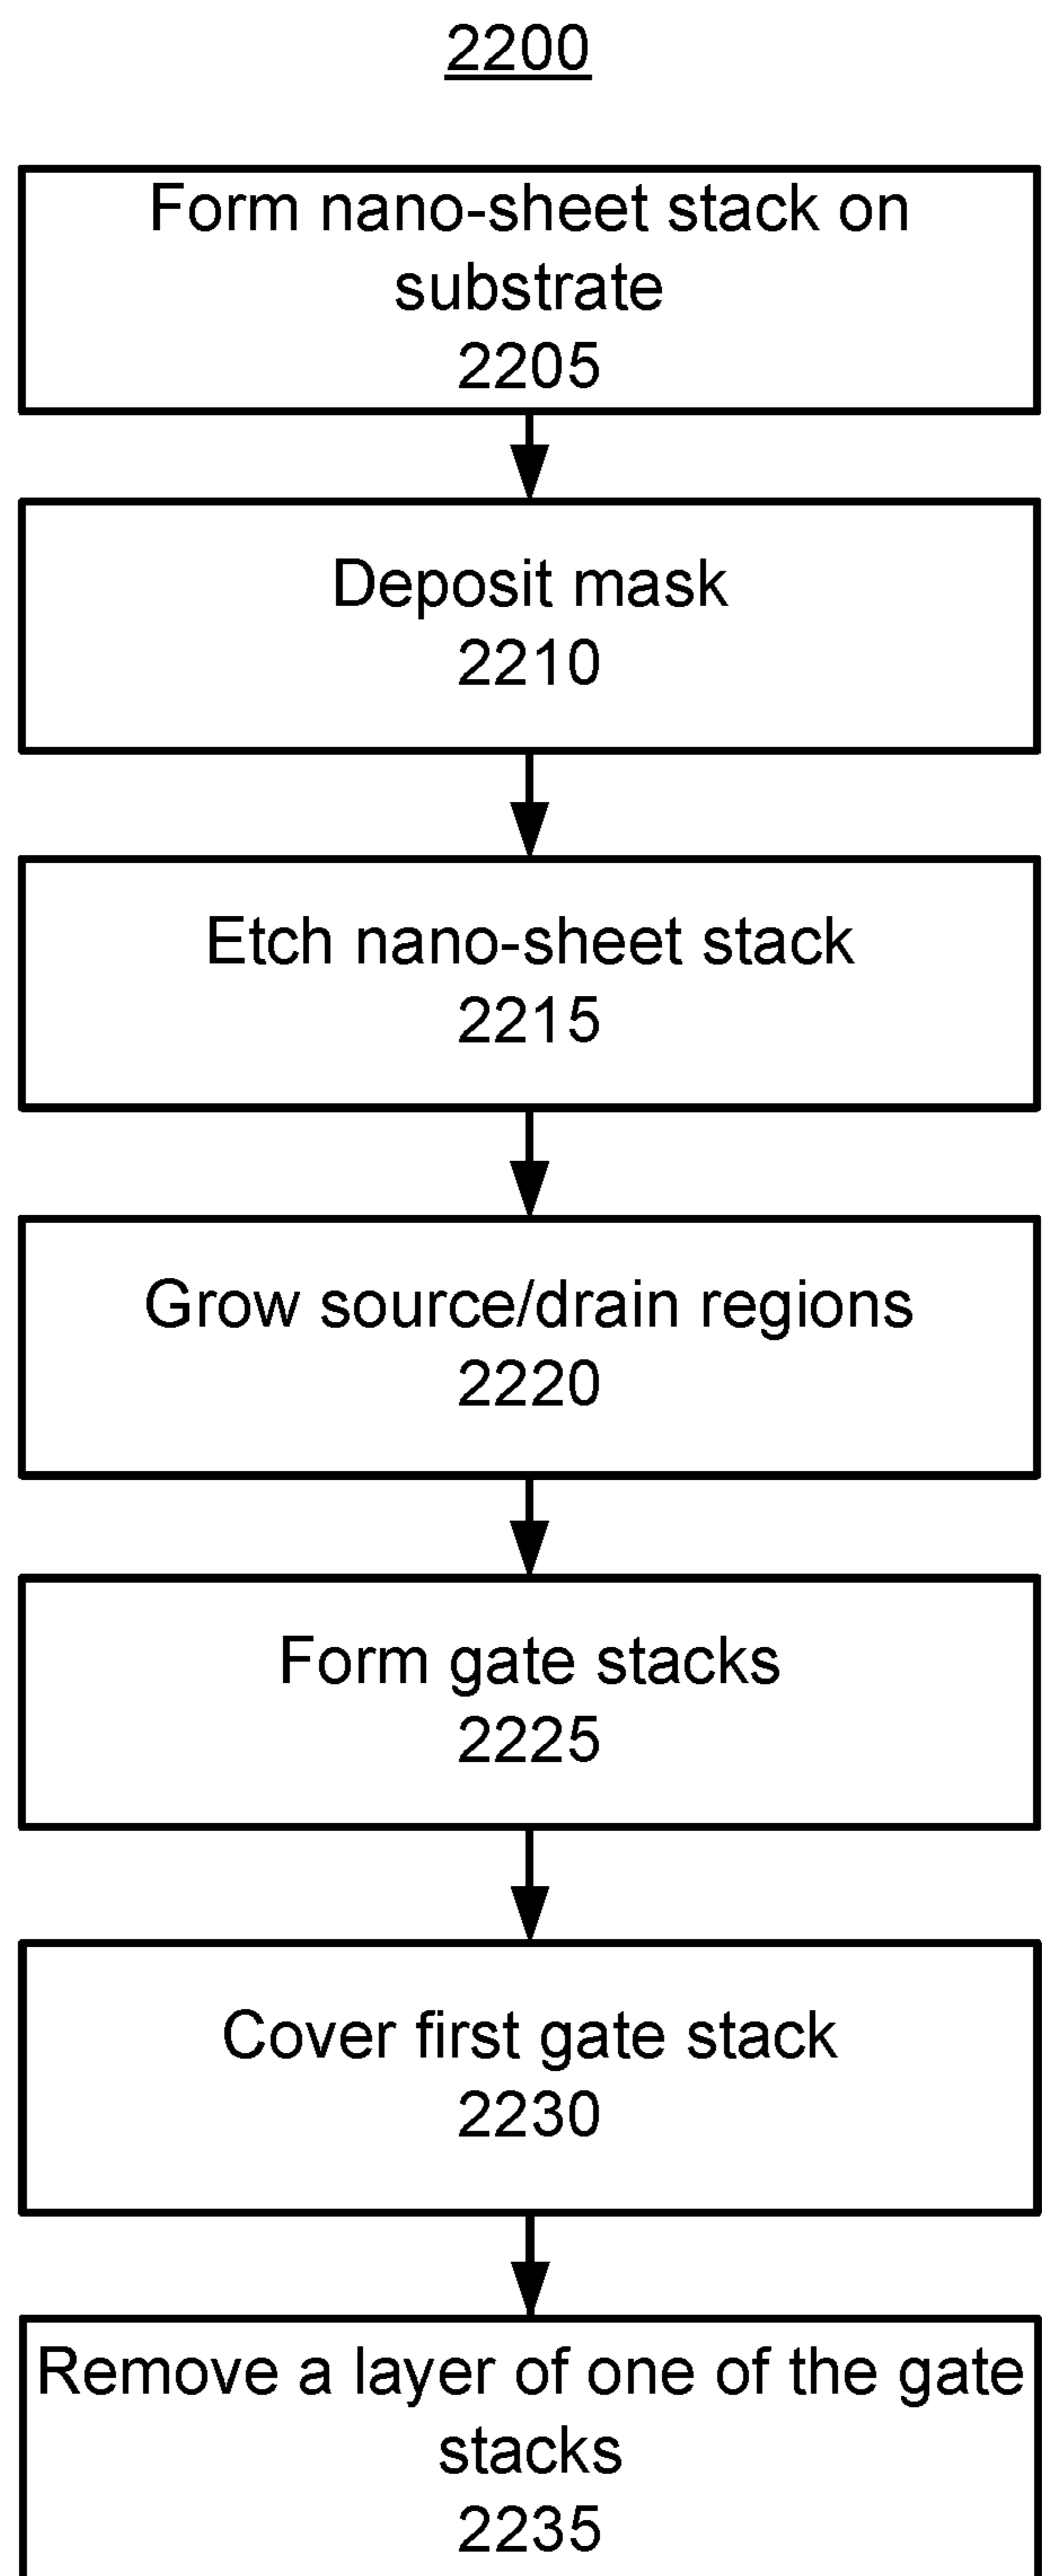 2200
Form nano-sheet stack on
substrate
2205
Deposit mask
2210
Etch nano-sheet stack
2215
Grow source/drain regions
2220
Form gate stacks
2225
Cover first gate stack
2230
Remove a layer of one of the gate
stacks
2235